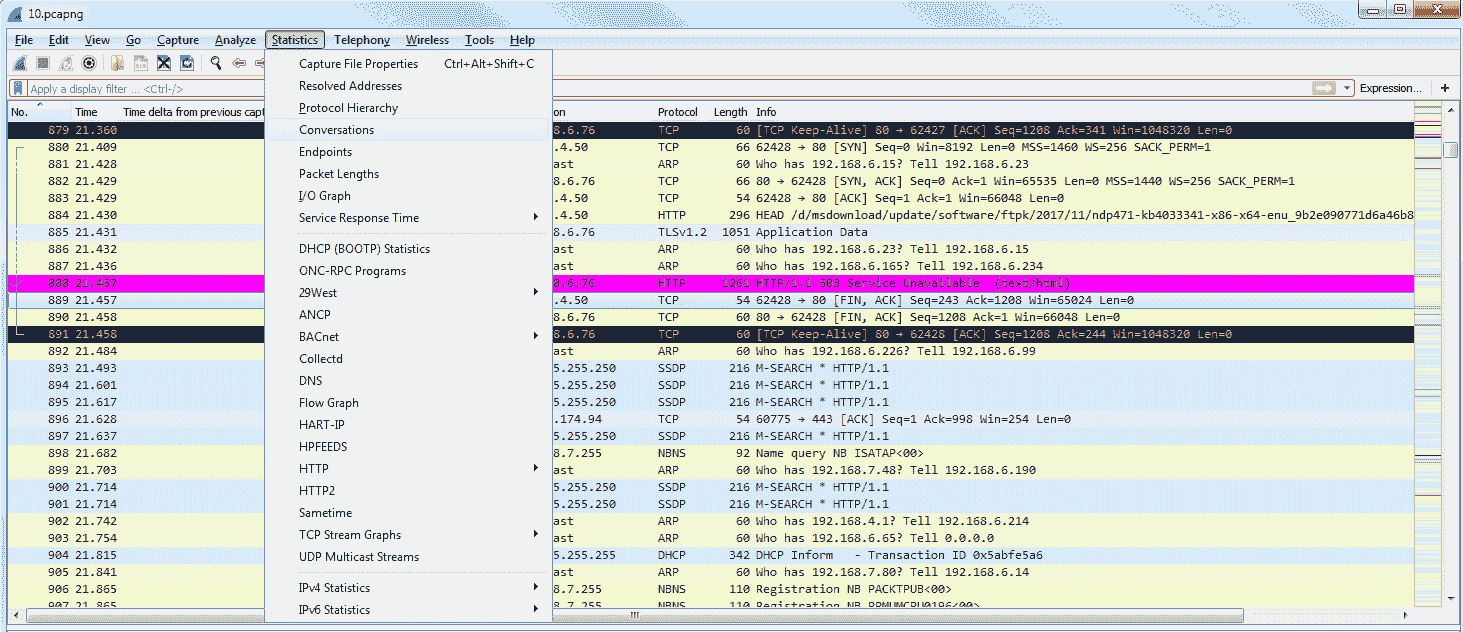 10.pcapng
File Edit View Go Capture Analyze Statistics Telephony Wireless Tools Help
Apply a display filter ... <Ctrl-/> Expression... +
No. Time Time delta from previous capt on Protocol Length Info
Capture File Properties Ctrl+Alt+Shift+C
Resolved Addresses
Protocol Hierarchy
Conversations
Endpoints
Packet Lengths
I/O Graph
Service Response Time
DHCP (BOOTP) Statistics
ONC-RPC Programs
29West
ANCP
BACnet
Collectd
DNS
Flow Graph
HART-IP
HPFEEDS
HTTP
HTTP2
Sametime
TCP Stream Graphs
UDP Multicast Streams
IPv4 Statistics
IPv6 Statistics
879 21.360 8.6.76 TCP 60 [TCP Keep-Alive] 80 → 62427 [ACK] Seq=1208 Ack=341 Win=1048320 Len=0
880 21.409 .4.50 TCP 66 62428 → 80 [SYN] Seq=0 Win=8192 Len=0 MSS=1460 WS=256 SACK_PERM=1
881 21.428 ast ARP 60 Who has 192.168.6.15? Tell 192.168.6.23
882 21.429 8.6.76 TCP 66 80 → 62428 [SYN, ACK] Seq=0 Ack=1 Win=65535 Len=0 MSS=1440 WS=256 SACK_PERM=1
883 21.429 .4.50 TCP 54 62428 → 80 [ACK] Seq=1 Ack=1 Win=66048 Len=0
884 21.430 .4.50 HTTP 296 HEAD /d/msdownload/update/software/ftpk/2017/11/ndp471-kb4033341-x86-x64-enu_9b2e090771d6a46b8
885 21.431 8.6.76 TLSv1.2 1051 Application Data
886 21.432 ast ARP 60 Who has 192.168.6.23? Tell 192.168.6.15
887 21.436 ast ARP 60 Who has 192.168.6.165? Tell 192.168.6.234
888 21.457 8.6.76 HTTP 1261 HTTP/1.1 503 Service Unavailable (text/html)
889 21.457 .4.50 TCP 54 62428 → 80 [FIN, ACK] Seq=243 Ack=1208 Win=65024 Len=0
890 21.458 8.6.76 TCP 60 80 → 62428 [FIN, ACK] Seq=1208 Ack=1 Win=66048 Len=0
891 21.458 8.6.76 TCP 60 [TCP Keep-Alive] 80 → 62428 [ACK] Seq=1208 Ack=244 Win=1048320 Len=0
892 21.484 ast ARP 60 Who has 192.168.6.226? Tell 192.168.6.99
893 21.493 5.255.250 SSDP 216 M-SEARCH * HTTP/1.1
894 21.601 5.255.250 SSDP 216 M-SEARCH * HTTP/1.1
895 21.617 5.255.250 SSDP 216 M-SEARCH * HTTP/1.1
896 21.628 .174.94 TCP 54 60775 → 443 [ACK] Seq=1 Ack=998 Win=254 Len=0
897 21.637 5.255.250 SSDP 216 M-SEARCH * HTTP/1.1
898 21.682 8.7.255 NBNS 92 Name query NB ISATAP<00>
899 21.703 ast ARP 60 Who has 192.168.7.48? Tell 192.168.6.190
900 21.714 5.255.250 SSDP 216 M-SEARCH * HTTP/1.1
901 21.714 5.255.250 SSDP 216 M-SEARCH * HTTP/1.1
902 21.742 ast ARP 60 Who has 192.168.4.1? Tell 192.168.6.214
903 21.754 ast ARP 60 Who has 192.168.6.65? Tell 0.0.0.0
904 21.815 5.255.255 DHCP 342 DHCP Inform - Transaction ID 0x5abfe5a6
905 21.841 ast ARP 60 Who has 192.168.7.80? Tell 192.168.6.14
906 21.865 8.7.255 NBNS 110 Registration NB PACKTPUB<00>
907 21.865 8.7.255 NBNS 110 Registration NB